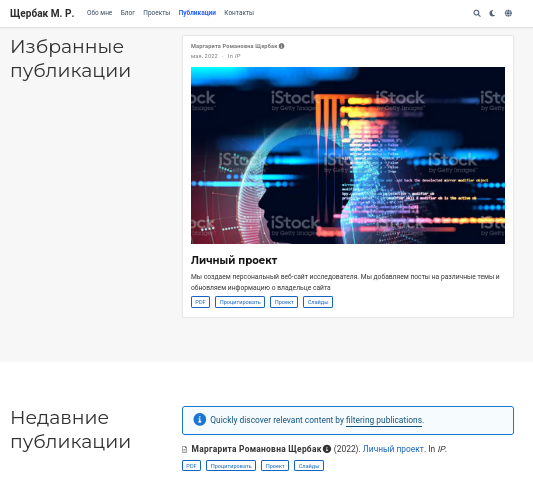 Щербак М. Р. Обо мне Блог Проекты Публикации Контакты
Избранные
публикации
Маргарита Романовна Щербак
мая, 2022 · In IP
iStock by Getty Images
Личный проект
Мы создаем персональный веб-сайт исследователя. Мы добавляем посты на различные темы и
обновляем информацию о владельце сайта
PDF Процитировать Проект Слайды
Недавние
публикации
Quickly discover relevant content by filtering publications.
Маргарита Романовна Щербак (2022). Личный проект. In IP.
PDF Процитировать Проект Слайды